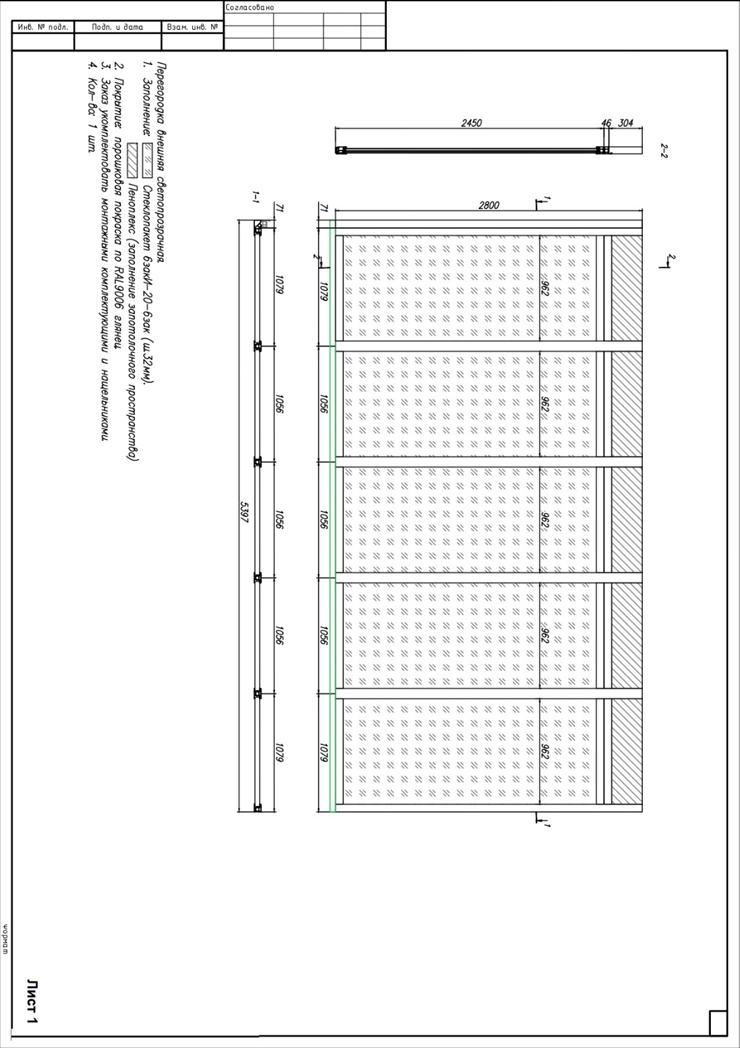 Согласовано
Инв. № подл.
Подп. и дата
Взам. инв. №
2-2
2450
46
304
1
2800
2
2
71
1079
1056
1056
1056
1079
962
962
962
962
962
1
1-1
71
1079
1056
1056
1056
1079
5397
Перегородка внешняя светопрозрачная
1. Заполнение: Стеклопакет 6закИ-20-6зак (ш.32мм).
Пеноплекс (заполнение запотолочного пространства)
2. Покрытие: порошковая покраска по RAL9006 глянец
3. Заказ укомплектовать монтажными комплектующими и нащельниками
4. Кол-во: 1 шт.
Формат
Лист 1